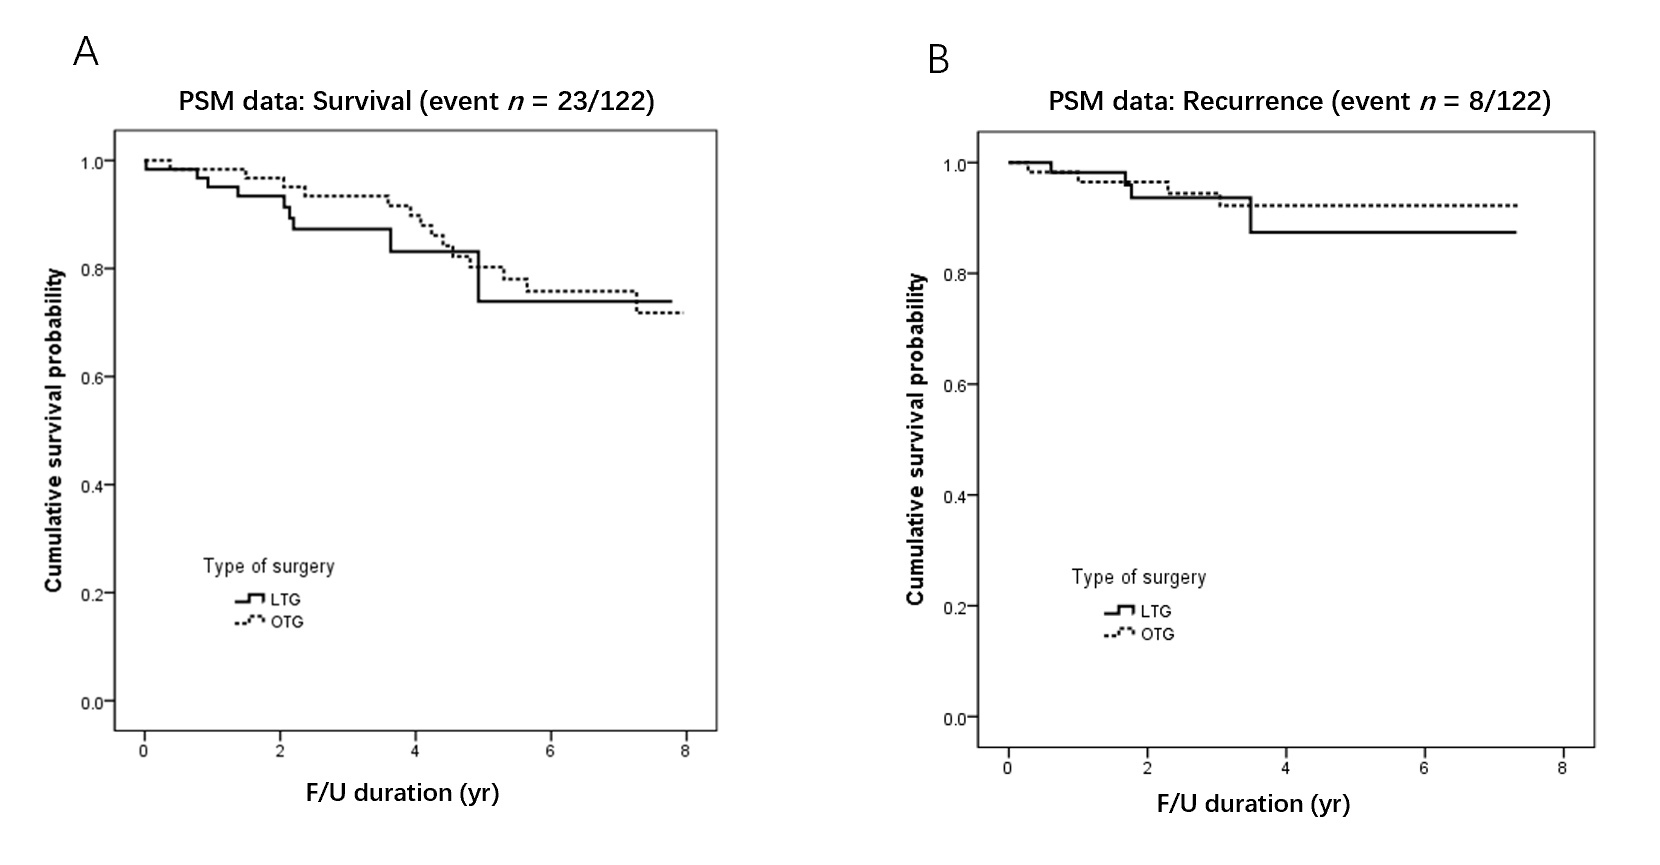 A
PSM data: Survival (event n = 23/122)
1.0
0.8
0.6
0.4
0.2
0.0
Cumulative survival probability
Type of surgery
LTG
OTG
0 2 4 6 8
F/U duration (yr)
B
PSM data: Recurrence (event n = 8/122)
1.0
0.8
0.6
0.4
0.2
0.0
Cumulative survival probability
Type of surgery
LTG
OTG
0 2 4 6 8
F/U duration (yr)